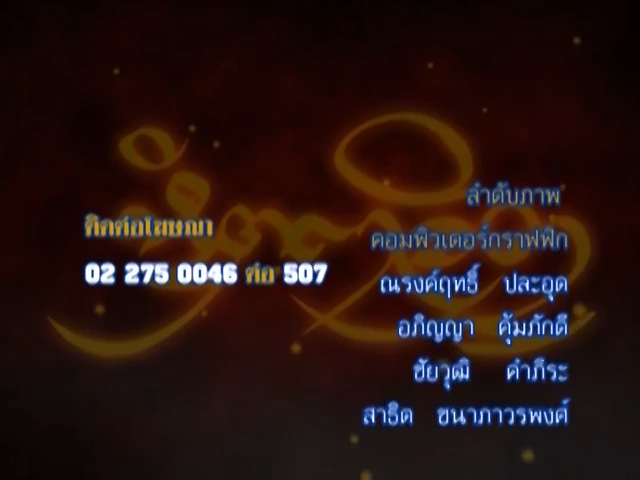 ติดต่อโฆษณา
02 275 0046 ต่อ 507
ลำดับภาพ
คอมพิวเตอร์กราฟฟิก
ณรงค์ฤทธิ์ ปละอุด
อภิญญา คุ้มภักดี
ชัยวุฒิ คำภีระ
สาธิต ชนาภาวรพงศ์